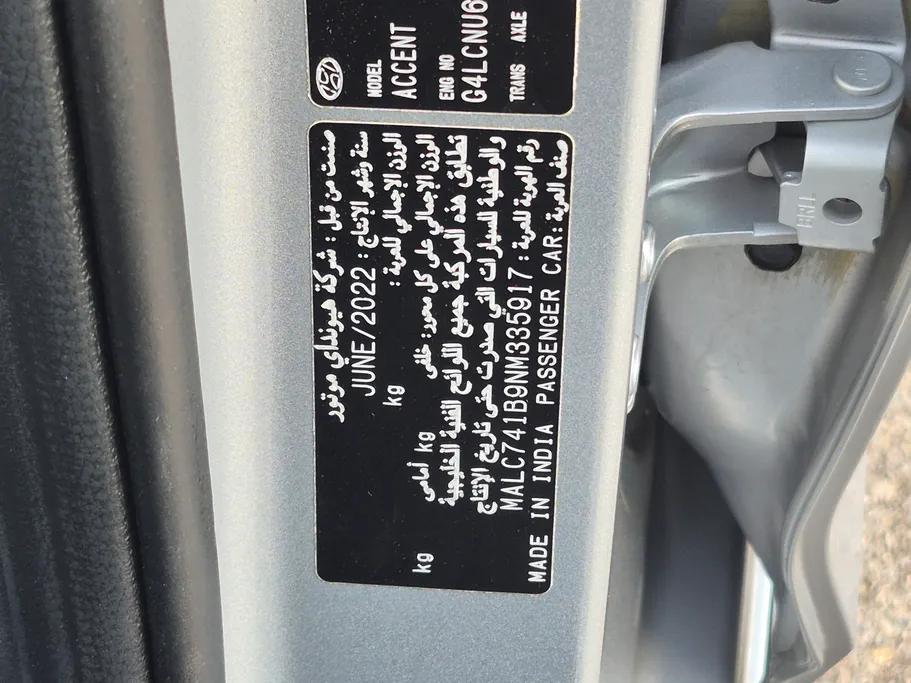 MODEL
ACCENT
ENG NO
G4LCNU6
TRANS AXLE
صنعت من قبل : شركة هيونداي موتور
سنة وشهر الإنتاج : JUNE/2022
الوزن الإجمالي للعربة : kg
الوزن الإجمالي على كل محور: خلفي kg أمامي kg
تطابق هذه المركبة جميع اللوائح الفنية الخليجية
والوطنية للسيارات التي صدرت حتى تاريخ الإنتاج
رقم الهوية للعربة : MALC741B9NM335917
صنف العربة: MADE IN INDIA PASSENGER CAR
BNIT